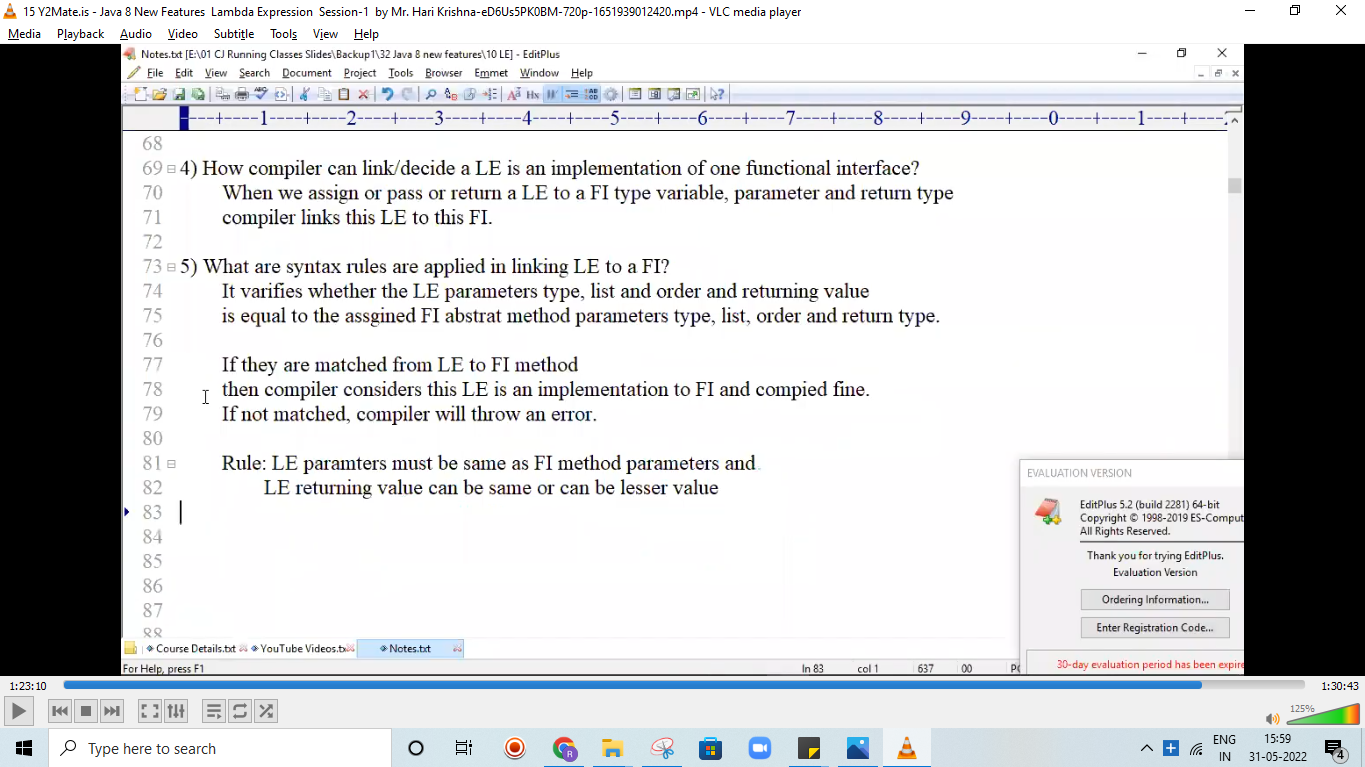 15 Y2Mate.is - Java 8 New Features  Lambda Expression  Session-1  by Mr. Hari Krishna-eD6Us5PK0BM-720p-1651939012420.mp4 - VLC media player
Media Playback Audio Video Subtitle Tools View Help
Notes.txt [E:\01 CJ Running Classes Slides\Backup1\32 Java 8 new features\10 LE] - EditPlus
File Edit View Search Document Project Tools Browser Emmet Window Help
----+----1----+----2----+----3----+----4----+----5----+----6----+----7----+----8----+----9----+----0----+----1----+----
68
69 4) How compiler can link/decide a LE is an implementation of one functional interface?
70 When we assign or pass or return a LE to a FI type variable, parameter and return type
71 compiler links this LE to this FI.
72
73 5) What are syntax rules are applied in linking LE to a FI?
74 It varifies whether the LE parameters type, list and order and returning value
75 is equal to the assgined FI abstrat method parameters type, list, order and return type.
76
77 If they are matched from LE to FI method
78 then compiler considers this LE is an implementation to FI and compied fine.
79 If not matched, compiler will throw an error.
80
81 Rule: LE paramters must be same as FI method parameters and
82 LE returning value can be same or can be lesser value
83
84
85
86
87
88
EVALUATION VERSION
EditPlus 5.2 (build 2281) 64-bit
Copyright © 1998-2019 ES-Comput
All Rights Reserved.
Thank you for trying EditPlus.
Evaluation Version
Ordering Information...
Enter Registration Code...
30-day evaluation period has been expire
Course Details.txt YouTube Videos.tx Notes.txt
For Help, press F1 ln 83 col 1 637 00 PC
1:23:10 1:30:43
125%
Type here to search
ENG
IN
15:59
31-05-2022
4